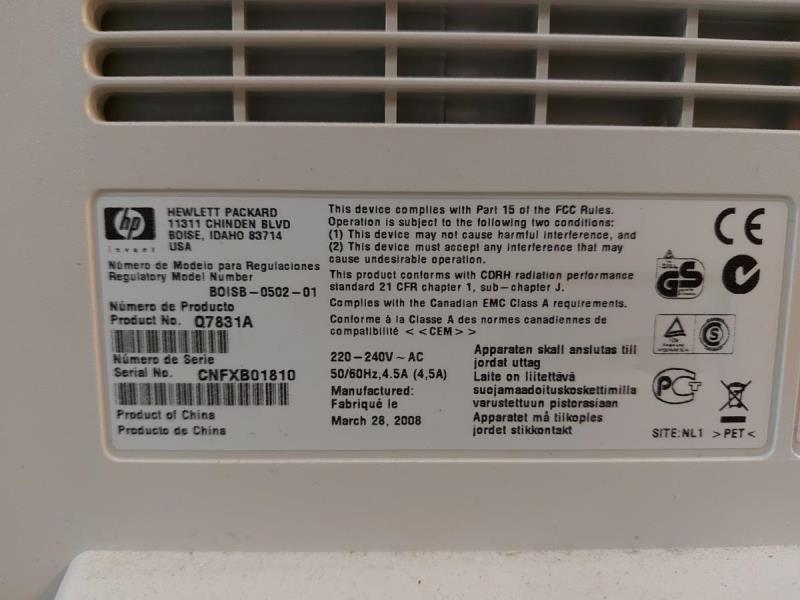 hp
invent
HEWLETT PACKARD
11311 CHINDEN BLVD
BOISE, IDAHO 83714
USA
Número de Modelo para Regulaciones
Regulatory Model Number
BOISB-0502-01
Número de Producto
Product No. Q7831A
Número de Serie
Serial No. CNFXB01810
Product of China
Producto de China
This device complies with Part 15 of the FCC Rules.
Operation is subject to the following two conditions:
(1) This device may not cause harmful interference, and
(2) This device must accept any interference that may
cause undesirable operation.
This product conforms with CDRH radiation performance
standard 21 CFR chapter 1, sub-chapter J.
Complies with the Canadian EMC Class A requirements.
Conforme à la Classe A des normes canadiennes de
compatibilité <<CEM>>
220-240V~AC
50/60Hz, 4.5A (4,5A)
Manufactured:
Fabriqué le
March 28, 2008
Apparaten skall anslutas till
jordat uttag
Laite on liitettävä
suojamaadoituskoskettimilla
varustettuun pistorasiaan
Apparatet må tilkoples
jordet stikkontakt
CE
GS
S
PCT
SITE:NL1 >PET<